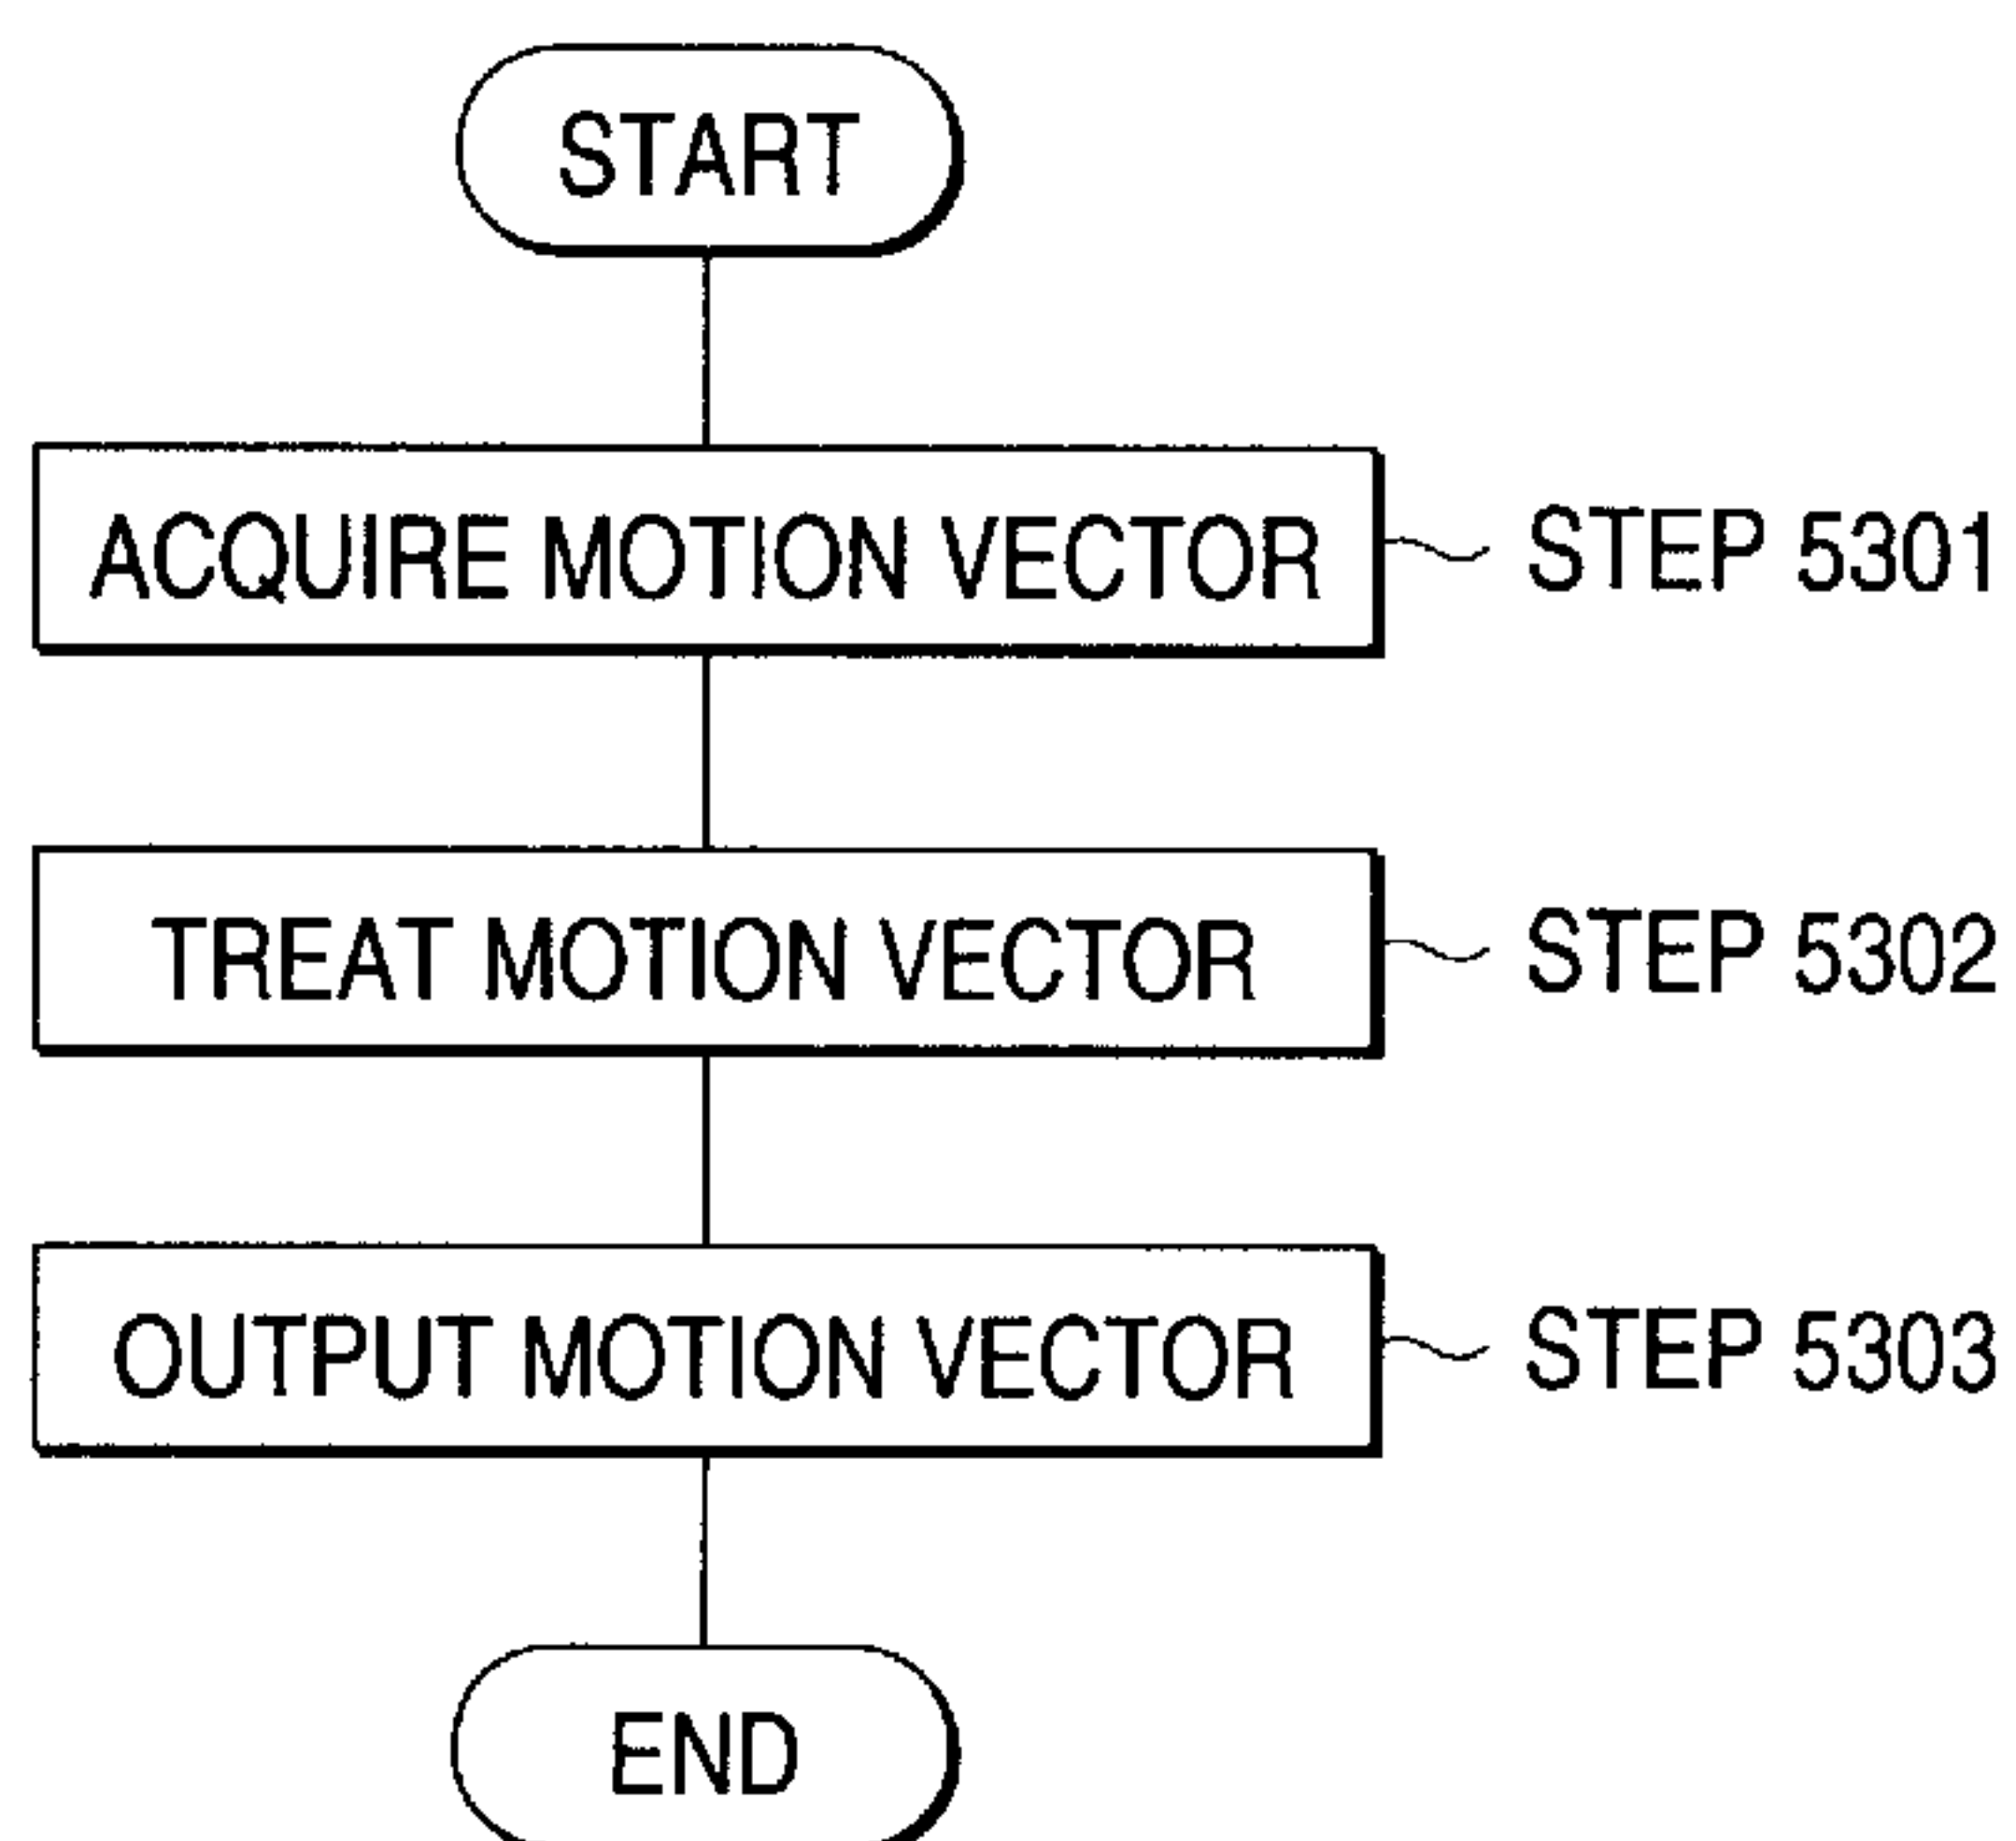 START
ACQUIRE MOTION VECTOR STEP 5301
TREAT MOTION VECTOR STEP 5302
OUTPUT MOTION VECTOR STEP 5303
END